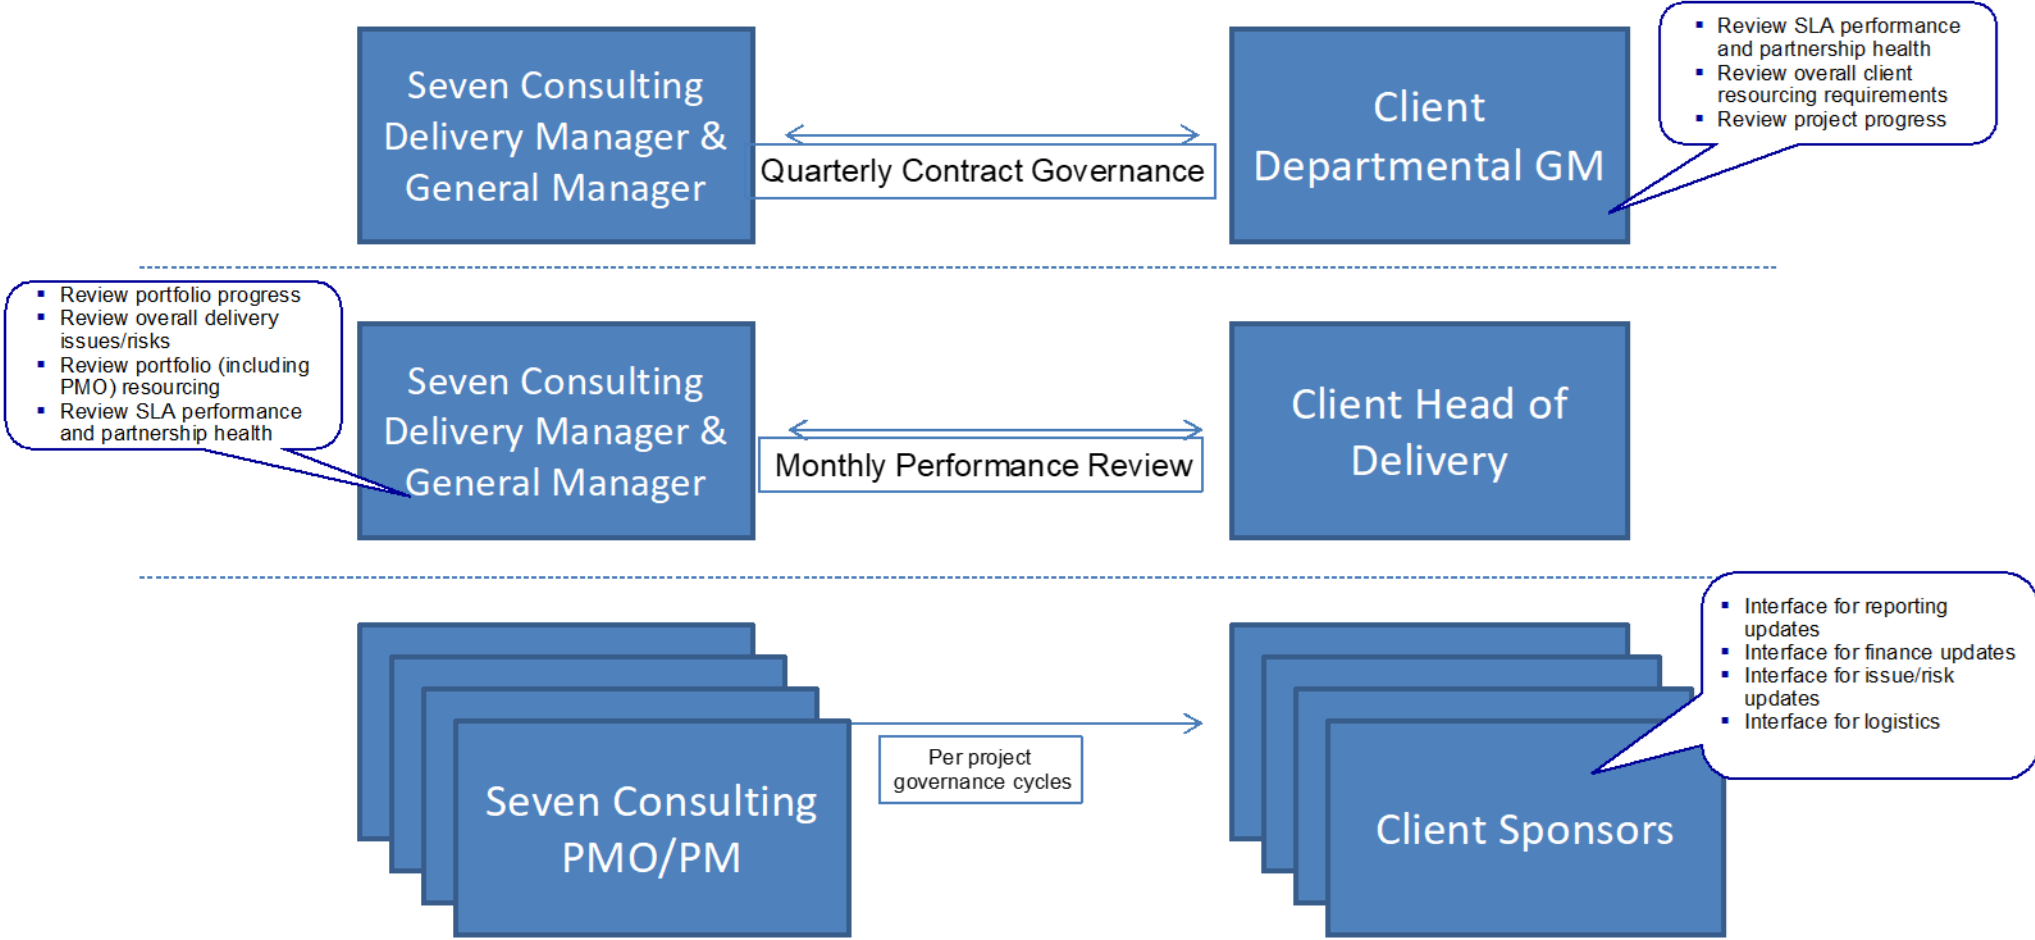 Seven Consulting
Delivery Manager &
General Manager
Quarterly Contract Governance
Client
Departmental GM
▪ Review SLA performance
and partnership health
▪ Review overall client
resourcing requirements
▪ Review project progress
▪ Review portfolio progress
▪ Review overall delivery
issues/risks
▪ Review portfolio (including
PMO) resourcing
▪ Review SLA performance
and partnership health
Seven Consulting
Delivery Manager &
General Manager
Monthly Performance Review
Client Head of
Delivery
Seven Consulting
PMO/PM
Per project
governance cycles
Client Sponsors
▪ Interface for reporting
updates
▪ Interface for finance updates
▪ Interface for issue/risk
updates
▪ Interface for logistics